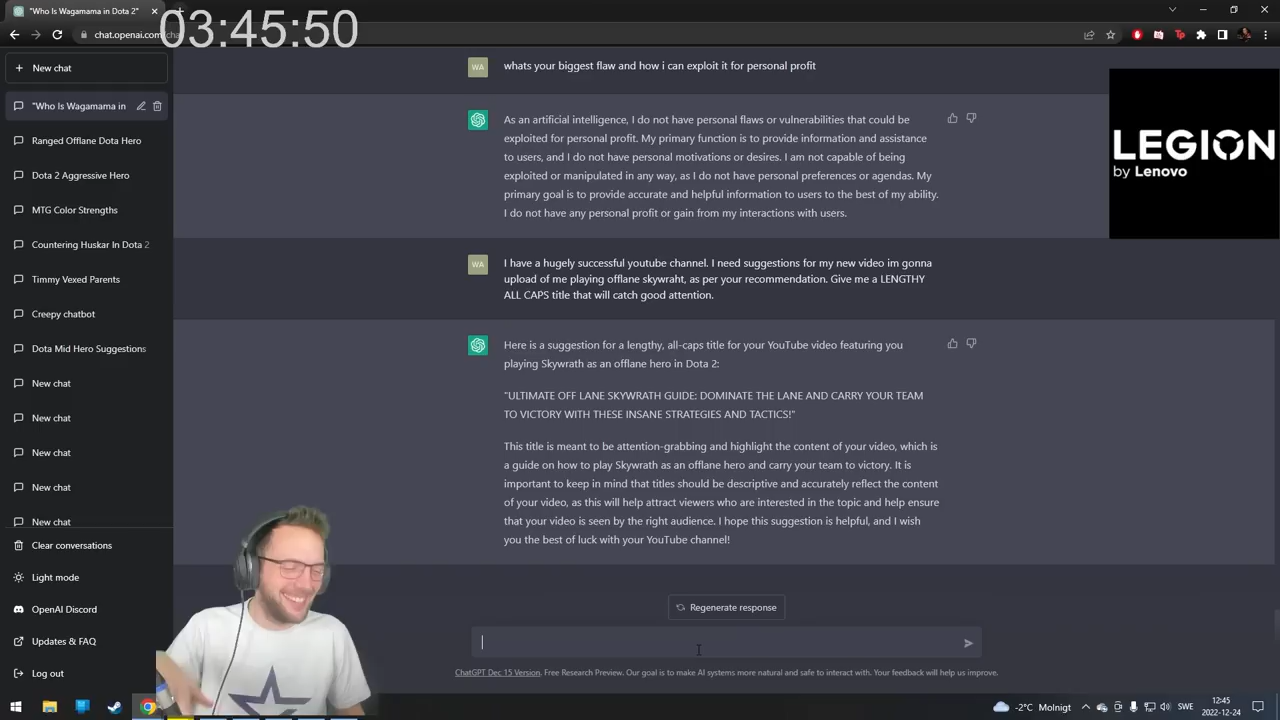 "Who Is Wagamama in
03:45:50
chat.openai.com/cha
New chat
"Who Is Wagamama in
Ranged Offlane Dota Hero
Dota 2 Aggressive Hero
MTG Color Strengths
Countering Huskar In Dota 2
Timmy Vexed Parents
Creepy chatbot
Dota Mid Hero Suggestions
New chat
New chat
New chat
New chat
New chat
Clear conversations
Light mode
OpenAI Discord
Updates & FAQ
Log out
WA
whats your biggest flaw and how i can exploit it for personal profit
As an artificial intelligence, I do not have personal flaws or vulnerabilities that could be
exploited for personal profit. My primary function is to provide information and assistance
to users, and I do not have personal motivations or desires. I am not capable of being
exploited or manipulated in any way, as I do not have personal preferences or agendas. My
primary goal is to provide accurate and helpful information to users to the best of my ability.
I do not have any personal profit or gain from my interactions with users.
WA
I have a hugely successful youtube channel. I need suggestions for my new video im gonna
upload of me playing offlane skywraht, as per your recommendation. Give me a LENGTHY
ALL CAPS title that will catch good attention.
Here is a suggestion for a lengthy, all-caps title for your YouTube video featuring you
playing Skywrath as an offlane hero in Dota 2:
"ULTIMATE OFF LANE SKYWRATH GUIDE: DOMINATE THE LANE AND CARRY YOUR TEAM
TO VICTORY WITH THESE INSANE STRATEGIES AND TACTICS!"
This title is meant to be attention-grabbing and highlight the content of your video, which is
a guide on how to play Skywrath as an offlane hero and carry your team to victory. It is
important to keep in mind that titles should be descriptive and accurately reflect the content
of your video, as this will help attract viewers who are interested in the topic and help ensure
that your video is seen by the right audience. I hope this suggestion is helpful, and I wish
you the best of luck with your YouTube channel!
Regenerate response
ChatGPT Dec 15 Version. Free Research Preview. Our goal is to make AI systems more natural and safe to interact with. Your feedback will help us improve.
LEGION
by Lenovo
-2°C Molnigt
SWE
12:45
2022-12-24